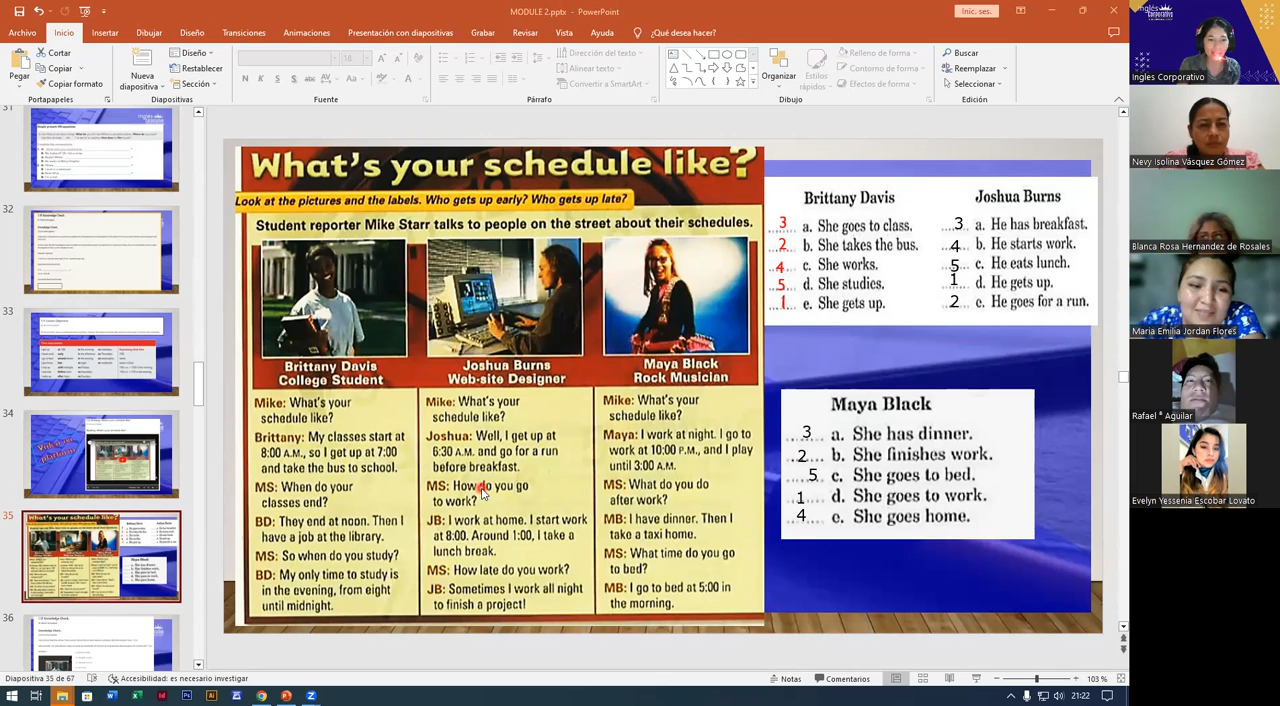 MODULE 2.pptx - PowerPoint
Inic. ses.
Archivo Inicio Insertar Dibujar Diseño Transiciones Animaciones Presentación con diapositivas Grabar Revisar Vista Ayuda ¿Qué desea hacer?
Pegar
Cortar
Copiar
Copiar formato
Portapapeles
Nueva diapositiva
Diseño
Restablecer
Sección
Diapositivas
Fuente
Dirección del texto
Alinear texto
Convertir a SmartArt
Párrafo
Organizar
Estilos rápidos
Relleno de forma
Contorno de forma
Efectos de forma
Dibujo
Buscar
Reemplazar
Seleccionar
Edición
31
32
33
34
35
36
What's your schedule like?
Look at the pictures and the labels. Who gets up early? Who gets up late?
Student reporter Mike Starr talks to people on the street about their schedu
Brittany Davis
College Student
Mike: What's your
schedule like?
Brittany: My classes start at
8:00 A.M., so I get up at 7:00
and take the bus to school.
MS: When do your
classes end?
BD: They end at noon. Then I
have a job at the library.
MS: So when do you study?
BD: My only time to study is
in the evening, from eight
until midnight.
Joshua Burns
Web-site Designer
Mike: What's your
schedule like?
Joshua: Well, I get up at
6:30 A.M. and go for a run
before breakfast.
MS: How do you go
to work?
JB: I work at home. I start work
at 8:00. Around 1:00, I take a
lunch break.
MS: How late do you work?
JB: Sometimes I work all night
to finish a project!
Maya Black
Rock Musician
Mike: What's your
schedule like?
Maya: I work at night. I go to
work at 10:00 P.M., and I play
until 3:00 A.M.
MS: What do you do
after work?
MB: I have dinner. Then I
take a taxi home.
MS: What time do you go
to bed?
MB: I go to bed at 5:00 in
the morning.
Brittany Davis
3 a. She goes to class.
2 b. She takes the bus.
4 c. She works.
5 d. She studies.
1 e. She gets up.
Joshua Burns
3 a. He has breakfast.
4 b. He starts work.
5 c. He eats lunch.
1 d. He gets up.
2 e. He goes for a run.
Maya Black
3 She has dinner.
2 She finishes work.
5 She goes to bed.
1 She goes to work.
She goes home.
Ingles Corporativo
Nevy Isolina Vásquez Gómez
Blanca Rosa Hernandez de Rosales
Maria Emilia Jordan Flores
Rafael ° Aguilar
Evelyn Yessenia Escobar Lovato
Diapositiva 35 de 67
Accesibilidad: es necesario investigar
Notas
Comentarios
103 %
21:22